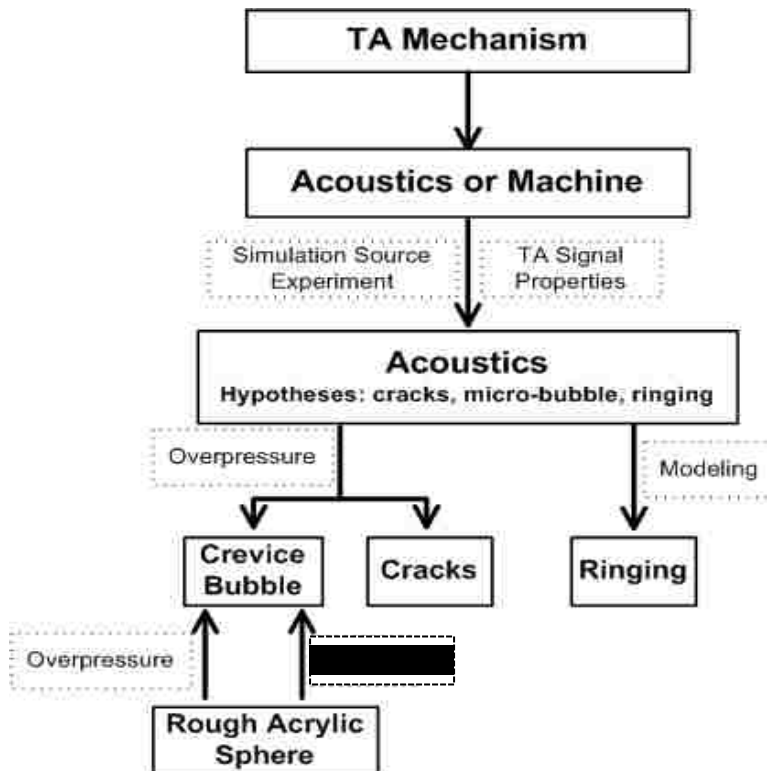 TA Mechanism
Acoustics or Machine
Simulation Source
Experiment
TA Signal
Properties
Acoustics
Hypotheses: cracks, micro-bubble, ringing
Overpressure
Modeling
Crevice
Bubble
Cracks
Ringing
Overpressure
Rough Acrylic
Sphere